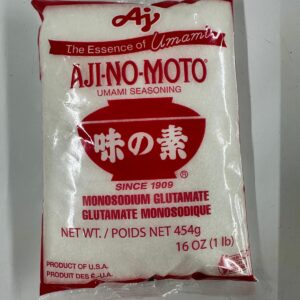 Aj
The Essence of Umami
AJI-NO-MOTO®
UMAMI SEASONING
味の素
®
SINCE 1909
MONOSODIUM GLUTAMATE
GLUTAMATE MONOSODIQUE
NET WT. / POIDS NET 454g
16 OZ (1 lb)
PRODUCT OF U.S.A.
PRODUIT DES É.-U.A.